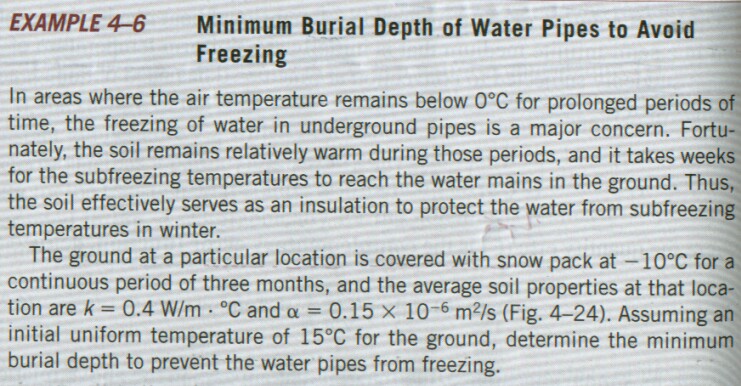 EXAMPLE 4–6 Minimum Burial Depth of Water Pipes to Avoid
Freezing
In areas where the air temperature remains below 0°C for prolonged periods of
time, the freezing of water in underground pipes is a major concern. Fortu-
nately, the soil remains relatively warm during those periods, and it takes weeks
for the subfreezing temperatures to reach the water mains in the ground. Thus,
the soil effectively serves as an insulation to protect the water from subfreezing
temperatures in winter.
The ground at a particular location is covered with snow pack at −10°C for a
continuous period of three months, and the average soil properties at that loca-
tion are k = 0.4 W/m · °C and α = 0.15 × 10⁻⁶ m²/s (Fig. 4–24). Assuming an
initial uniform temperature of 15°C for the ground, determine the minimum
burial depth to prevent the water pipes from freezing.